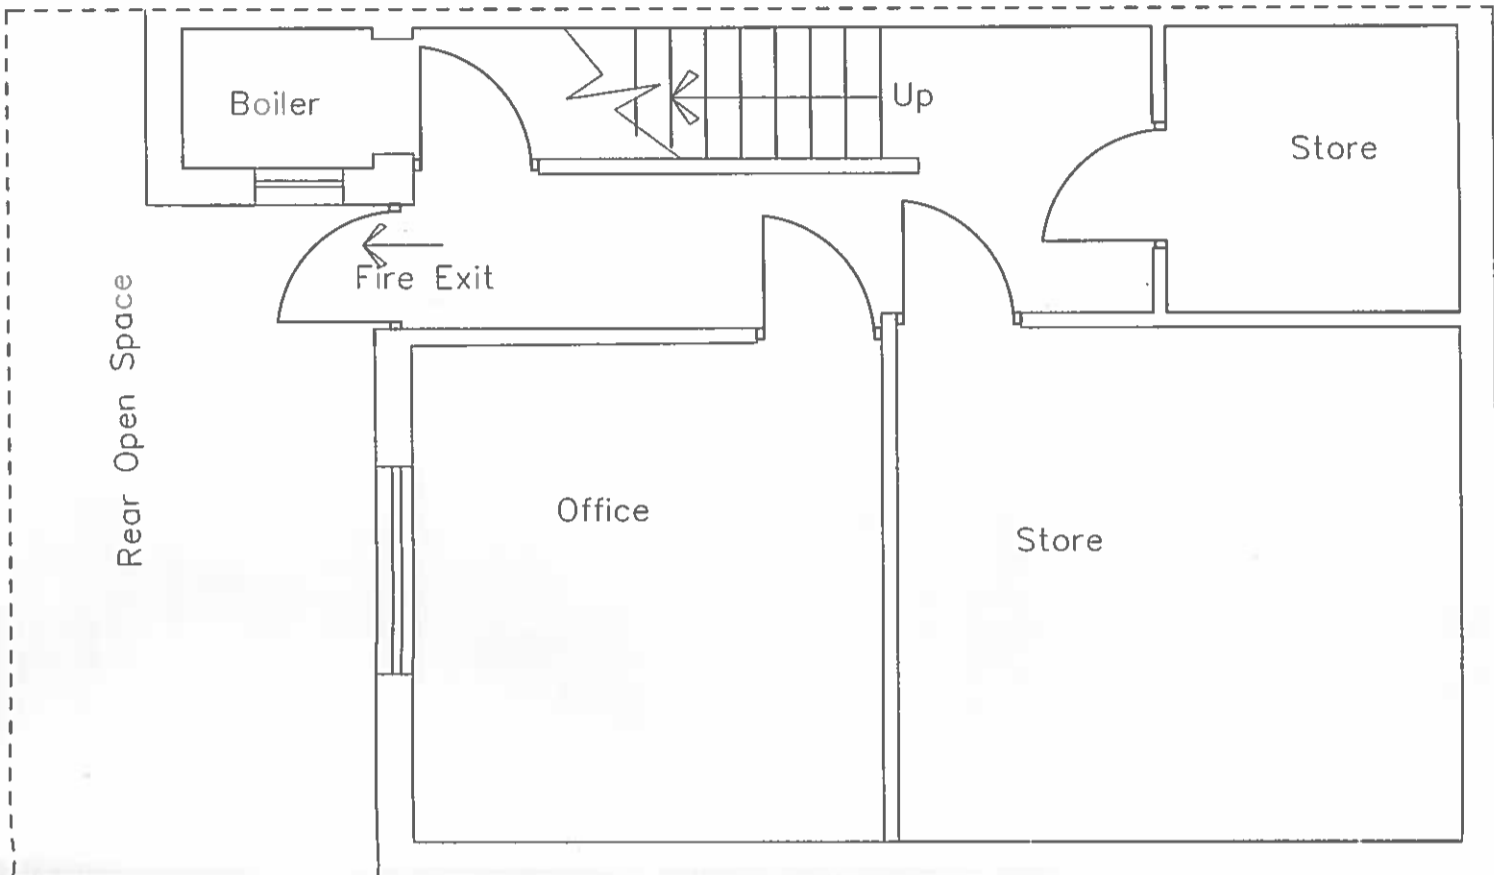 Boiler
Up
Store
Fire Exit
Rear Open Space
Office
Store